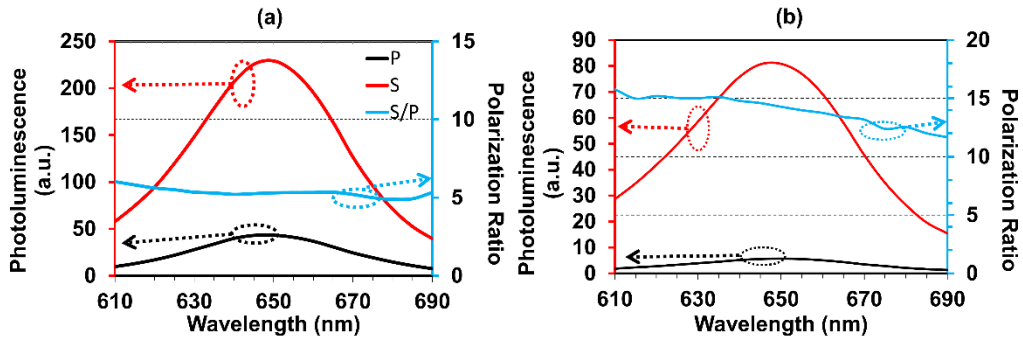 (a)
Photoluminescence
(a.u.)
250
200
150
100
50
0
P
S
S/P
15
10
5
0
Polarization Ratio
610
630
650
670
690
Wavelength (nm)
(b)
Photoluminescence
(a.u.)
90
80
70
60
50
40
30
20
10
0
20
15
10
5
0
Polarization Ratio
610
630
650
670
690
Wavelength (nm)